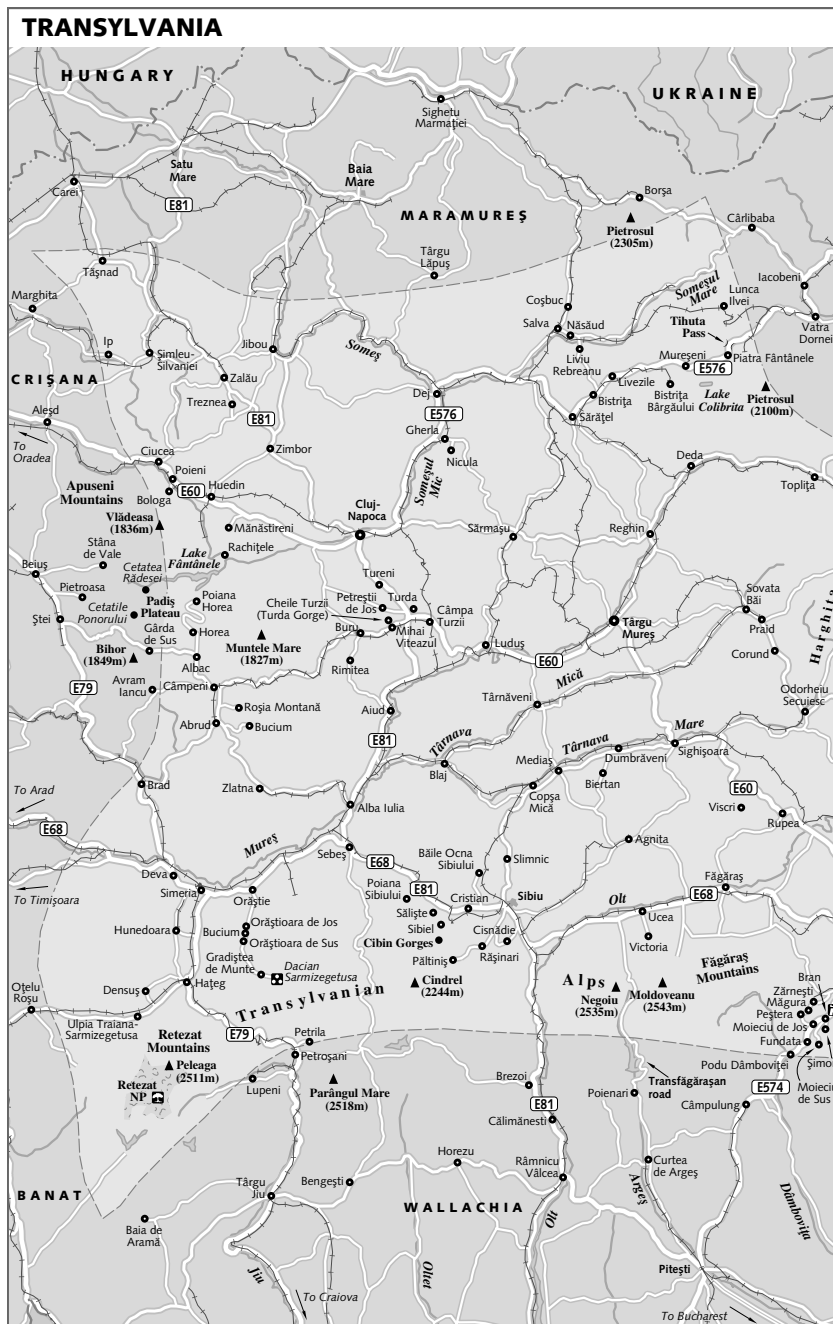 TRANSYLVANIA
HUNGARY
UKRAINE
Sighetu
Marmaţiei
Satu
Mare
Baia
Mare
Carei
E81
MARAMUREŞ
Borşa
Pietrosul
(2305m)
Cârlibaba
Tăşnad
Târgu
Lăpuş
Iacobeni
Marghita
Coşbuc
Someşul
Mare
Lunca
Ilvei
Salva
Năsăud
Tihuta
Pass
Vatra
Dornei
Ip
Şimleu-
Silvaniei
Jibou
Someş
Liviu
Rebreanu
Mureşeni
Piatra Fântânele
E576
CRIŞANA
Zalău
Livezile
Treznea
Dej
Bistriţa
Bistriţa
Bârgăului
Lake
Colibrita
Pietrosul
(2100m)
Aleşd
E576
Sărăţel
To
Oradea
E81
Gherla
Ciucea
Zimbor
Nicula
Deda
Poieni
Apuseni
Mountains
Bologa
E60
Huedin
Someşul
Mic
Topliţa
Vlădeasa
(1836m)
Mănăstireni
Cluj-
Napoca
Sărmaşu
Reghin
Stâna
de Vale
Lake
Fântânele
Rachiţele
Beiuş
Cetatea
Rădesei
Tureni
Pietroasa
Padiş
Plateau
Poiana
Horea
Petreştii
de Jos
Turda
Sovata
Băi
Cetatile
Ponorului
Cheile Turzii
(Turda Gorge)
Câmpa
Turzii
Ştei
Gârda
de Sus
Horea
Buru
Mihai
Viteazul
Târgu
Mureş
Praid
Harghita
Bihor
(1849m)
Albac
Muntele Mare
(1827m)
Luduş
Corund
E79
Rimitea
E60
Avram
Iancu
Câmpeni
Mică
Odorheiu
Secuiesc
Roşia Montană
Aiud
Târnăveni
Abrud
Bucium
E81
Târnava
Mare
Târnava
Mediaş
Dumbrăveni
Sighişoara
Blaj
Brad
Zlatna
Copşa
Mică
Biertan
E60
To Arad
Alba Iulia
Viscri
Rupea
E68
Mureş
Sebeş
E68
Băile Ocna
Sibiului
Slimnic
Agnita
Deva
E81
Făgăraş
Simeria
Orăştie
Poiana
Sibiului
Cristian
Sibiu
Olt
E68
To Timişoara
Sălişte
Ucea
Hunedoara
Orăştioara de Jos
Bucium
Sibiel
Cisnădie
Victoria
Orăştioara de Sus
Cibin Gorges
Răşinari
Făgăraş
Mountains
Gradiştea
de Munte
Dacian
Sarmizegetusa
Păltiniş
Bran
Densuş
Haţeg
Cindrel
(2244m)
Alps
Negoiu
(2535m)
Moldoveanu
(2543m)
Zărneşti
Măgura
Oţelu
Roşu
Transylvanian
Peştera
Moieciu de Jos
Ulpia Traiana-
Sarmizegetusa
Fundata
Retezat
Mountains
E79
Petrila
Podu Dâmboviţei
Şimon
Peleaga
(2511m)
Petroşani
Brezoi
Transfăgăraşan
road
Moieciu
de Sus
E574
Retezat
NP
Lupeni
Parângul Mare
(2518m)
E81
Poienari
Câmpulung
Călimănesti
Horezu
Râmnicu
Vâlcea
Curtea
de Argeş
Târgu
Jiu
Bengeşti
BANAT
WALLACHIA
Argeş
Dâmboviţa
Baia de
Aramă
Olt
Olteţ
Jiu
Piteşti
To Craiova
To Bucharest